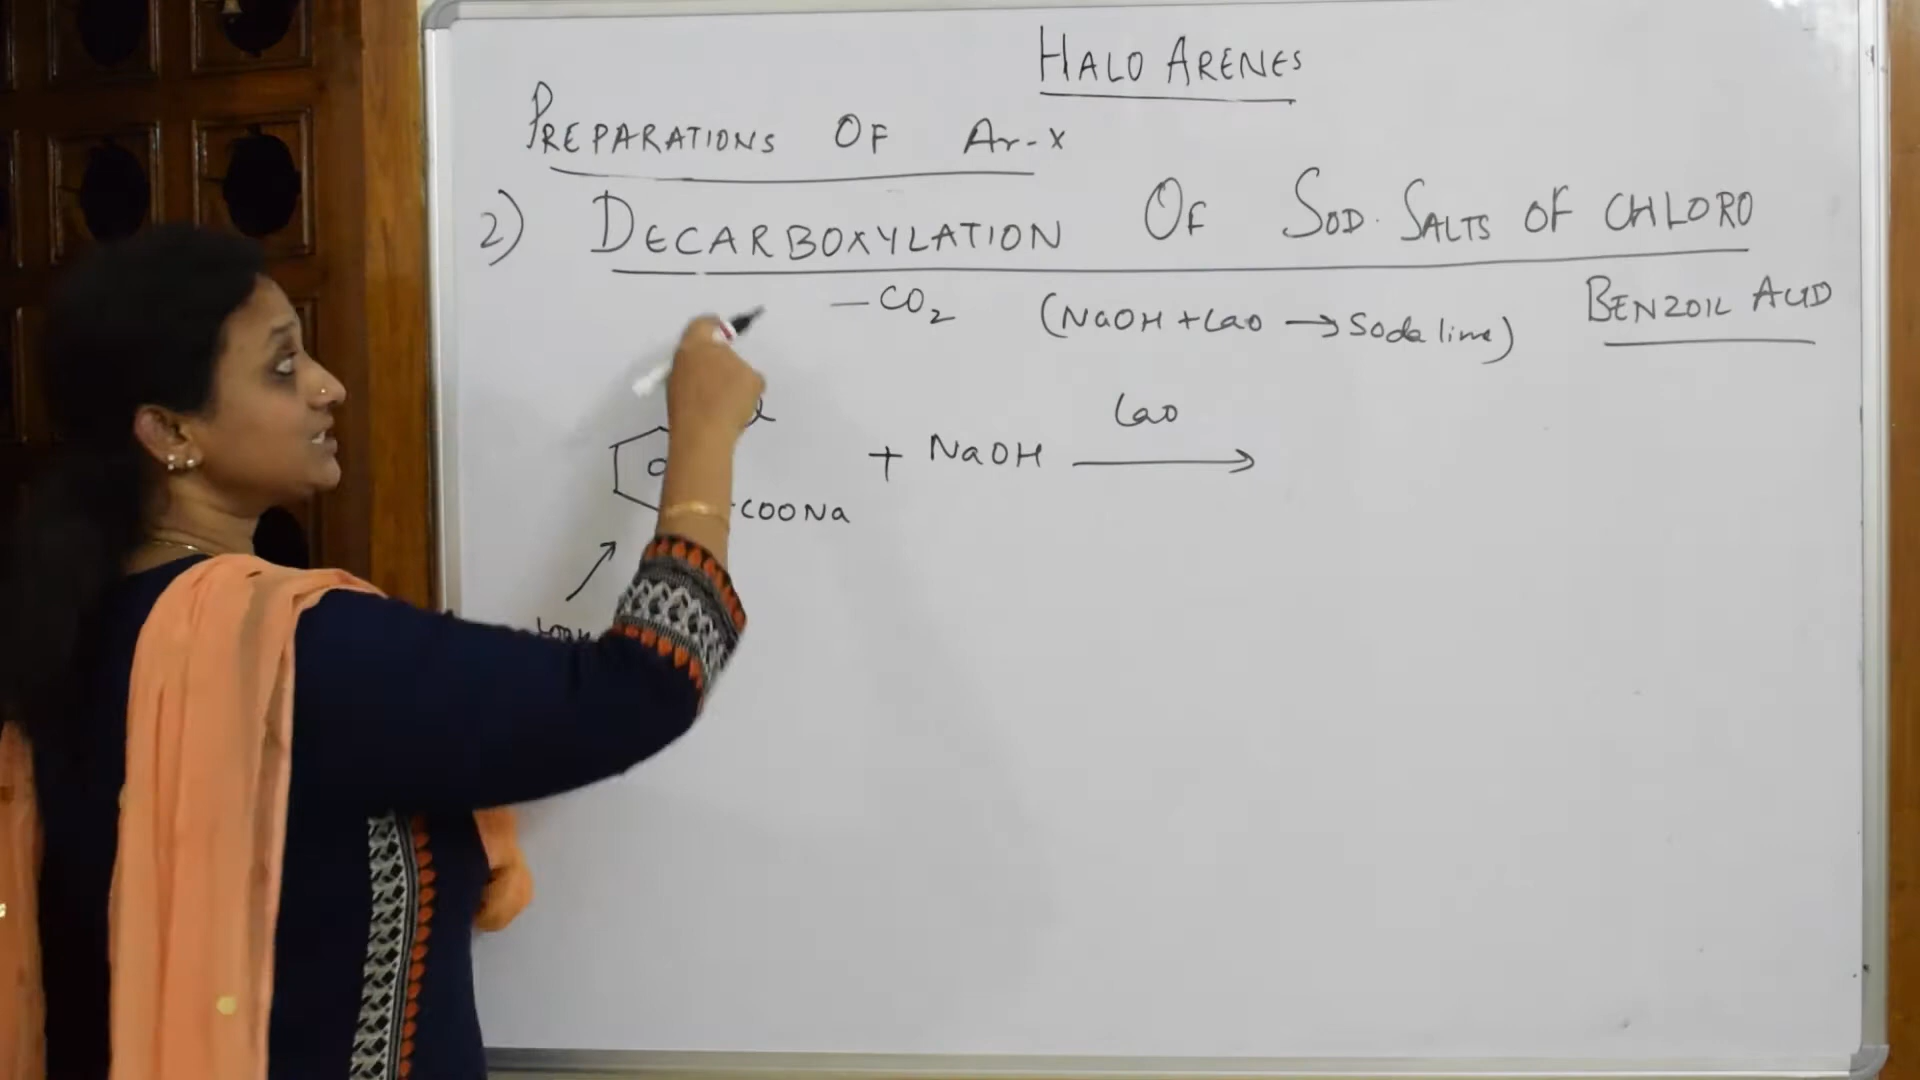 HALO ARENES
PREPARATIONS OF Ar-X
2) DECARBOXYLATION OF SOD. SALTS OF CHLORO
BENZOIC ACID
—CO2 (NaOH + CaO → Soda lime)
CaO
+ NaOH →
COONa